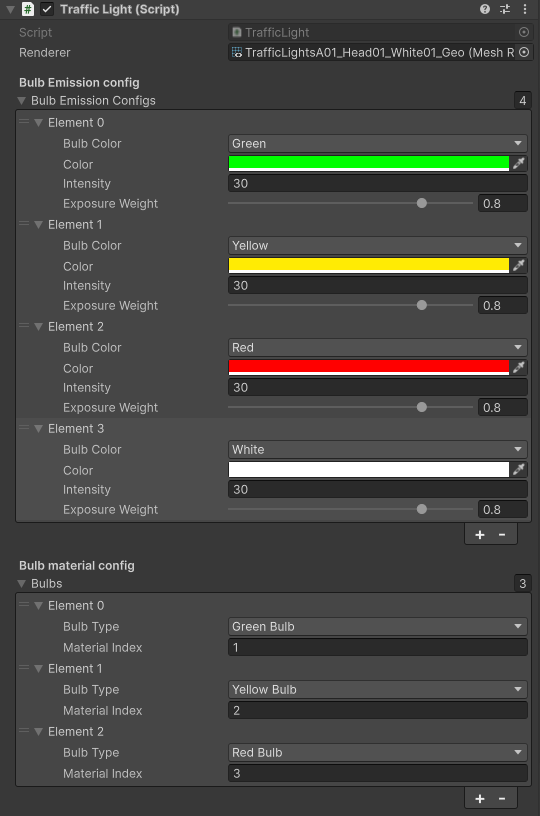 Traffic Light (Script)
Script TrafficLight
Renderer TrafficLightsA01_Head01_White01_Geo (Mesh R
Bulb Emission config
Bulb Emission Configs 4
Element 0
Bulb Color Green
Color
Intensity 30
Exposure Weight 0.8
Element 1
Bulb Color Yellow
Color
Intensity 30
Exposure Weight 0.8
Element 2
Bulb Color Red
Color
Intensity 30
Exposure Weight 0.8
Element 3
Bulb Color White
Color
Intensity 30
Exposure Weight 0.8
+ -
Bulb material config
Bulbs 3
Element 0
Bulb Type Green Bulb
Material Index 1
Element 1
Bulb Type Yellow Bulb
Material Index 2
Element 2
Bulb Type Red Bulb
Material Index 3
+ -